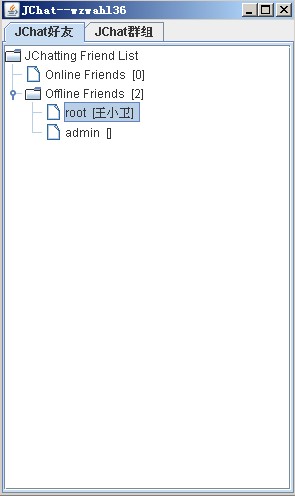 JChat--wzwahl36
JChat好友 JChat群组
JChatting Friend List
Online Friends [0]
Offline Friends [2]
root [王小卫]
admin []